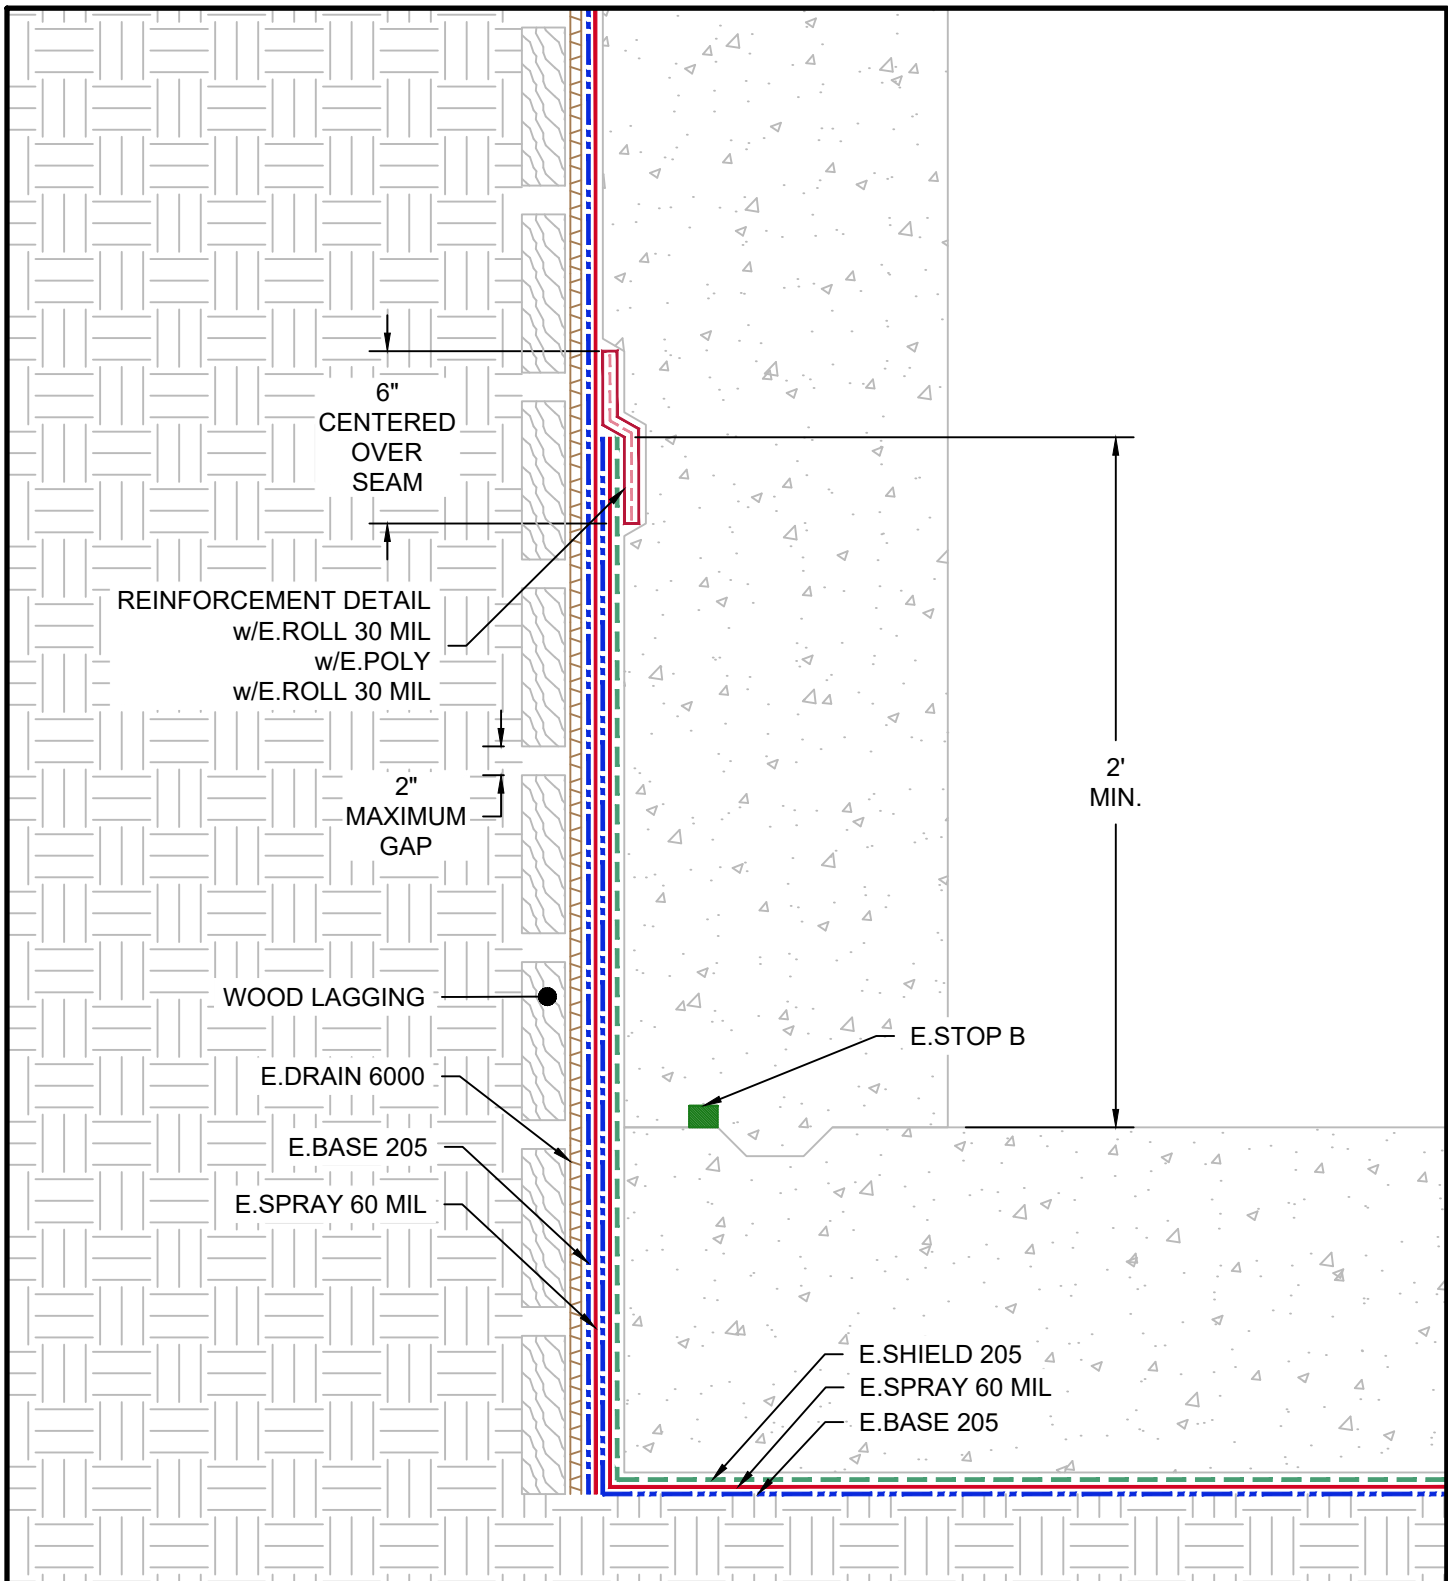 6"
CENTERED
OVER
SEAM
REINFORCEMENT DETAIL
w/E.ROLL 30 MIL
w/E.POLY
w/E.ROLL 30 MIL
2"
MAXIMUM
GAP
2'
MIN.
WOOD LAGGING
E.STOP B
E.DRAIN 6000
E.BASE 205
E.SPRAY 60 MIL
E.SHIELD 205
E.SPRAY 60 MIL
E.BASE 205